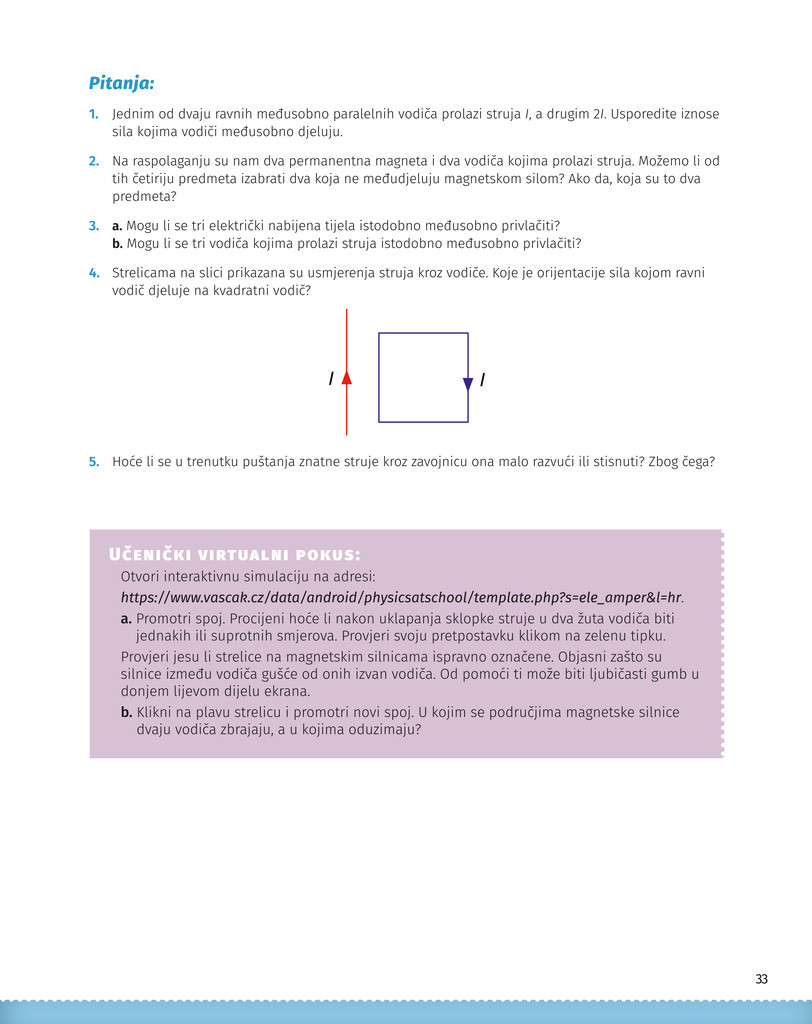 Pitanja:
1. Jednim od dvaju ravnih međusobno paralelnih vodiča prolazi struja I, a drugim 2I. Usporedite iznose
sila kojima vodiči međusobno djeluju.
2. Na raspolaganju su nam dva permanentna magneta i dva vodiča kojima prolazi struja. Možemo li od
tih četiriju predmeta izabrati dva koja ne međudjeluju magnetskom silom? Ako da, koja su to dva
predmeta?
3. a. Mogu li se tri električki nabijena tijela istodobno međusobno privlačiti?
b. Mogu li se tri vodiča kojima prolazi struja istodobno međusobno privlačiti?
4. Strelicama na slici prikazana su usmjerenja struja kroz vodiče. Koje je orijentacije sila kojom ravni
vodič djeluje na kvadratni vodič?
I I
5. Hoće li se u trenutku puštanja znatne struje kroz zavojnicu ona malo razvući ili stisnuti? Zbog čega?
Učenički virtualni pokus:
Otvori interaktivnu simulaciju na adresi:
https://www.vascak.cz/data/android/physicsatschool/template.php?s=ele_amper&l=hr.
a. Promotri spoj. Procijeni hoće li nakon uklapanja sklopke struje u dva žuta vodiča biti
jednakih ili suprotnih smjerova. Provjeri svoju pretpostavku klikom na zelenu tipku.
Provjeri jesu li strelice na magnetskim silnicama ispravno označene. Objasni zašto su
silnice između vodiča gušće od onih izvan vodiča. Od pomoći ti može biti ljubičasti gumb u
donjem lijevom dijelu ekrana.
b. Klikni na plavu strelicu i promotri novi spoj. U kojim se područjima magnetske silnice
dvaju vodiča zbrajaju, a u kojima oduzimaju?
33